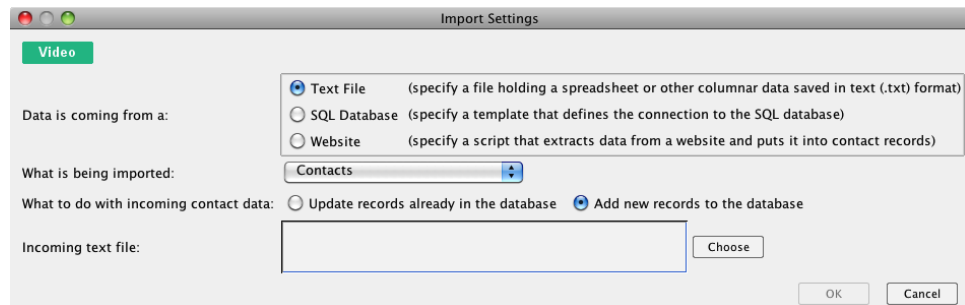 Import Settings
Video
Data is coming from a:
Text File (specify a file holding a spreadsheet or other columnar data saved in text (.txt) format)
SQL Database (specify a template that defines the connection to the SQL database)
Website (specify a script that extracts data from a website and puts it into contact records)
What is being imported: Contacts
What to do with incoming contact data: Update records already in the database Add new records to the database
Incoming text file: Choose
OK Cancel